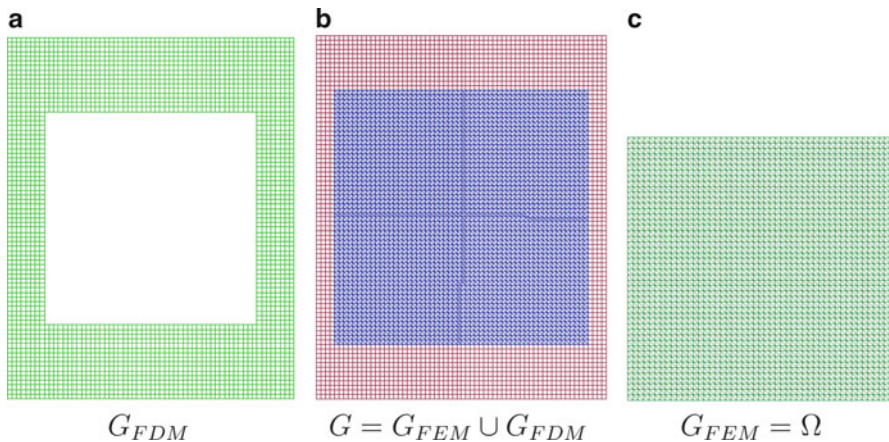 a
b
c
G_{FDM}
G = G_{FEM} ∪ G_{FDM}
G_{FEM} = Ω